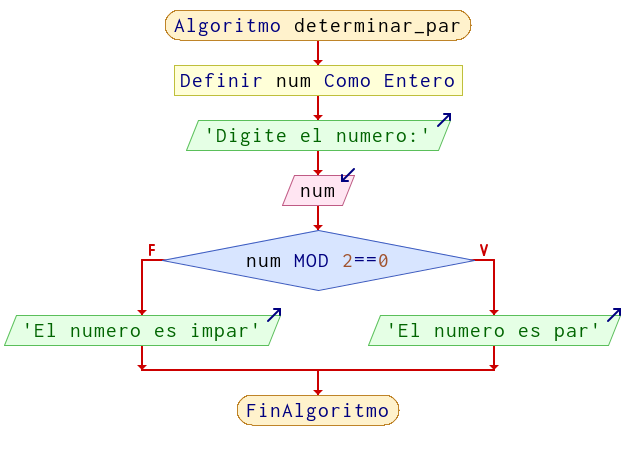 Algoritmo determinar_par
Definir num Como Entero
'Digite el numero:'
num
F
V
num MOD 2==0
'El numero es impar'
'El numero es par'
FinAlgoritmo